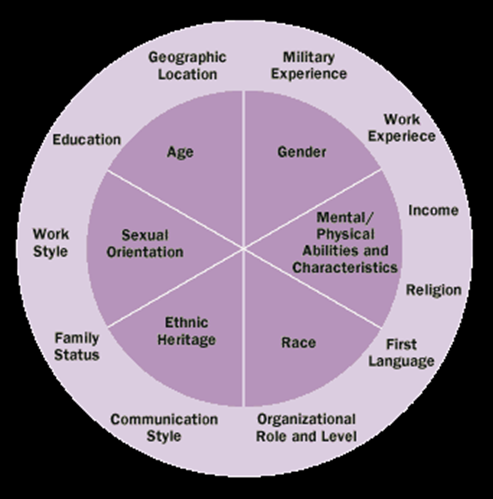 Geographic
Location
Military
Experience
Education
Work
Experiece
Age
Gender
Income
Work
Style
Sexual
Orientation
Mental/
Physical
Abilities and
Characteristics
Religion
Family
Status
Ethnic
Heritage
Race
First
Language
Communication
Style
Organizational
Role and Level